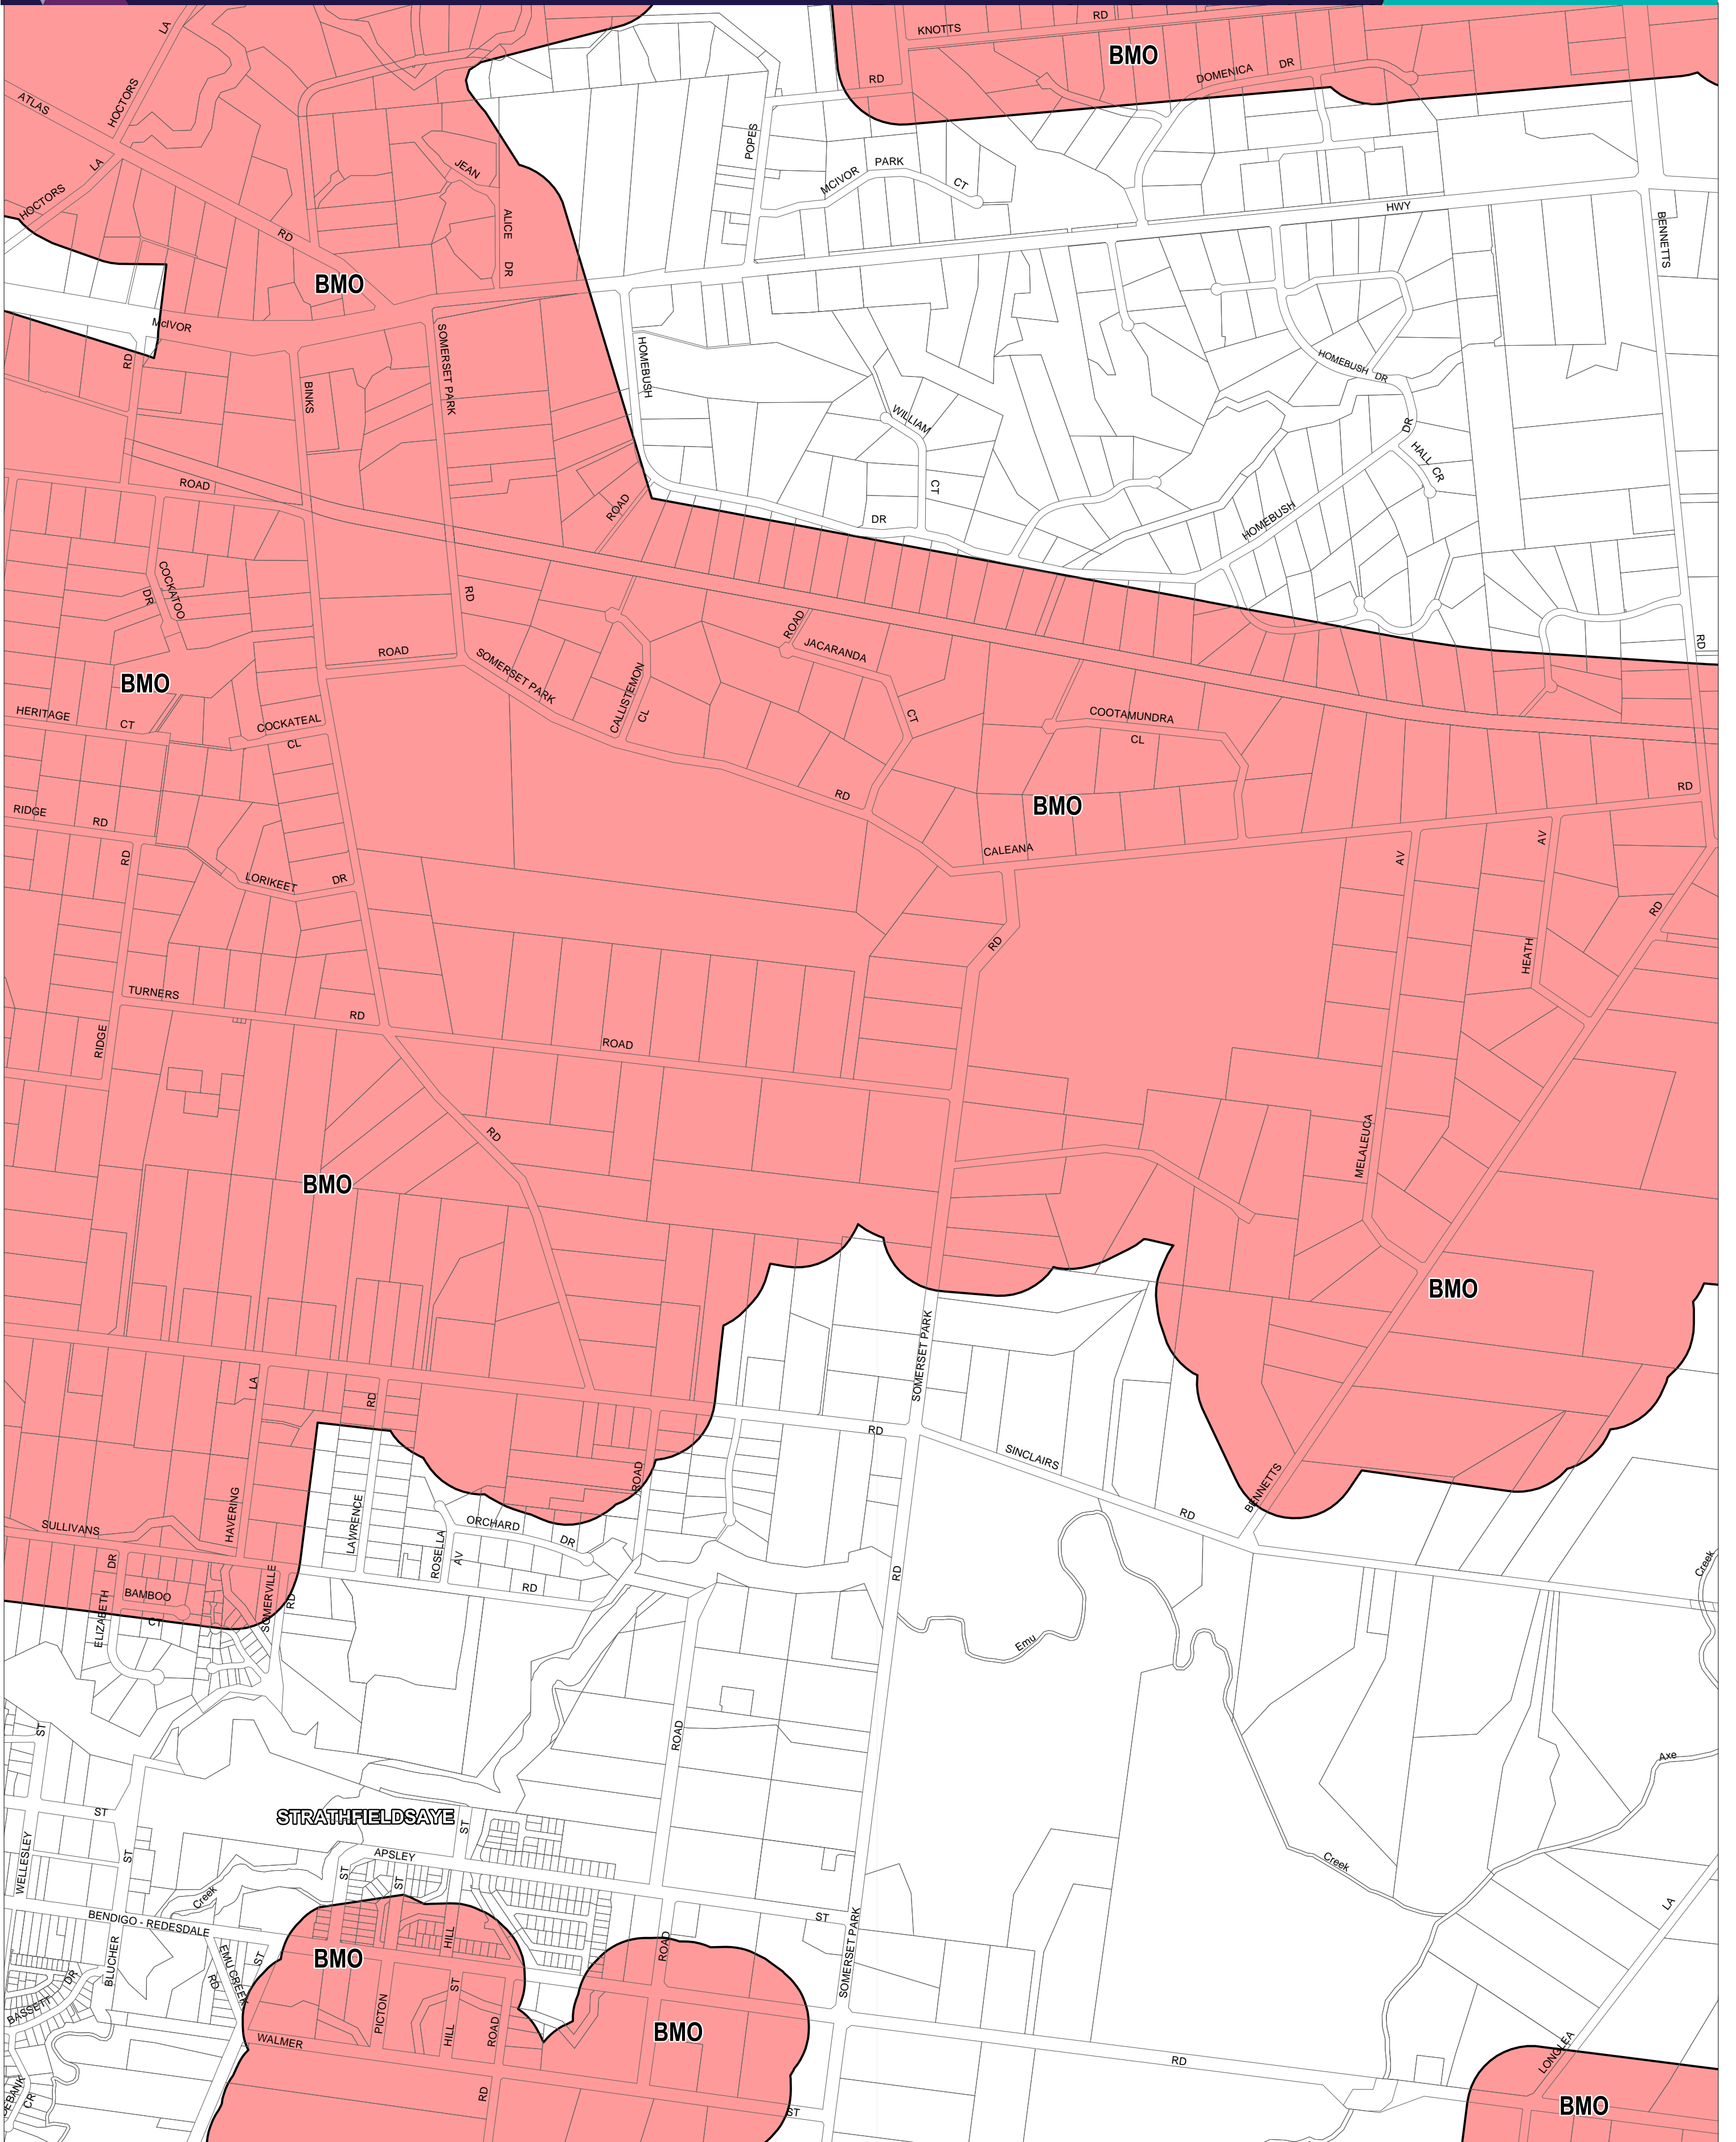 KNOTTS
RD
BMO
LA
HOCTORS
RD
DOMENICA
DR
ATLAS
POPES
LA
HOCTORS
JEAN
MCIVOR
PARK
CT
ALICE
DR
HWY
BENNETTS
RD
BMO
McIVOR
RD
SOMERSET PARK
HOMEBUSH
HOMEBUSH DR
BINKS
WILLIAM
CT
DR
HALL CR
ROAD
ROAD
DR
HOMEBUSH
COCKATOO
DR
RD
ROAD
JACARANDA
CT
RD
ROAD
SOMERSET PARK
CALLISTEMON
CL
BMO
HERITAGE
CT
COCKATEAL
CL
COOTAMUNDRA
CL
RD
RD
BMO
RIDGE
RD
RD
CALEANA
AV
AV
LORIKEET
DR
RD
RD
HEATH
TURNERS
RD
RIDGE
ROAD
RD
MELALEUCA
BMO
BMO
SOMERSET PARK
LA
RD
RD
SINCLAIRS
ROAD
BENNETTS
HAVERING
LAWRENCE
ORCHARD
DR
RD
SULLIVANS
ROSELLA
AV
DR
RD
RD
Creek
BAMBOO
CT
ELIZABETH
SOMERVILLE
RD
Emu
ST
ROAD
Axe
ST
STRATHFIELDSAYE
ST
WELLESLEY
ST
APSLEY
ST
ST
Creek
Creek
BENDIGO - REDESDALE
ST
LA
HILL
ROAD
SOMERSET PARK
BMO
EMU CREEK
RD
ST
BLUCHER
DR
BASSETT
ST
PICTON
HILL
ROAD
BMO
WALMER
RD
LONGLEA
RD
CR
ST
BMO